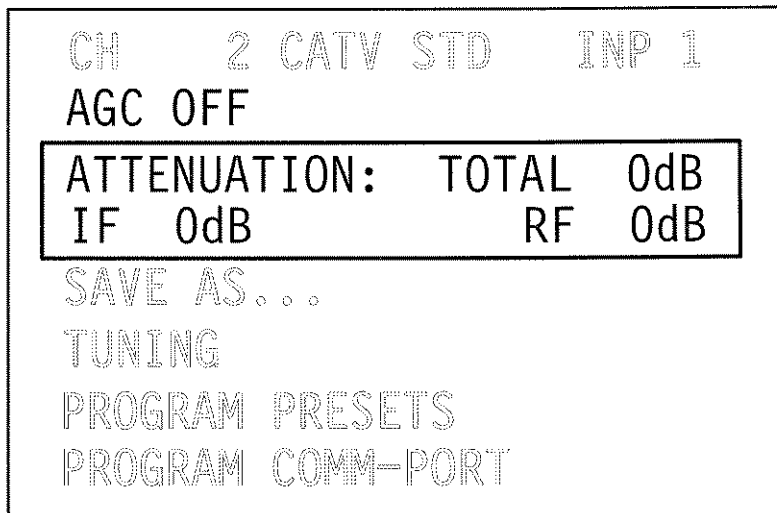 CH 2 CATV STD INP 1
AGC OFF
ATTENUATION: TOTAL 0dB
IF 0dB RF 0dB
SAVE AS...
TUNING
PROGRAM PRESETS
PROGRAM COMM-PORT